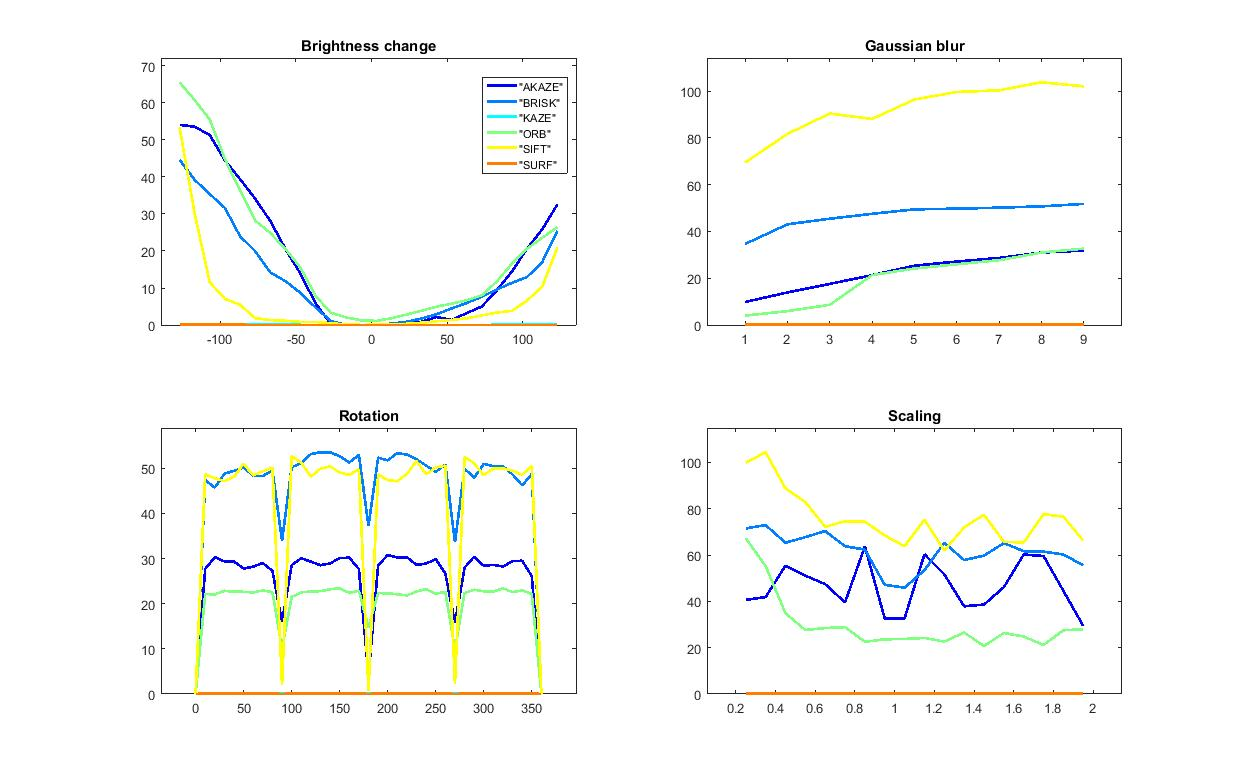 Brightness change
70
60
50
40
30
20
10
0
-100 -50 0 50 100
"AKAZE"
"BRISK"
"KAZE"
"ORB"
"SIFT"
"SURF"
Gaussian blur
100
80
60
40
20
0
1 2 3 4 5 6 7 8 9
Rotation
50
40
30
20
10
0
0 50 100 150 200 250 300 350
Scaling
100
80
60
40
20
0
0.2 0.4 0.6 0.8 1 1.2 1.4 1.6 1.8 2